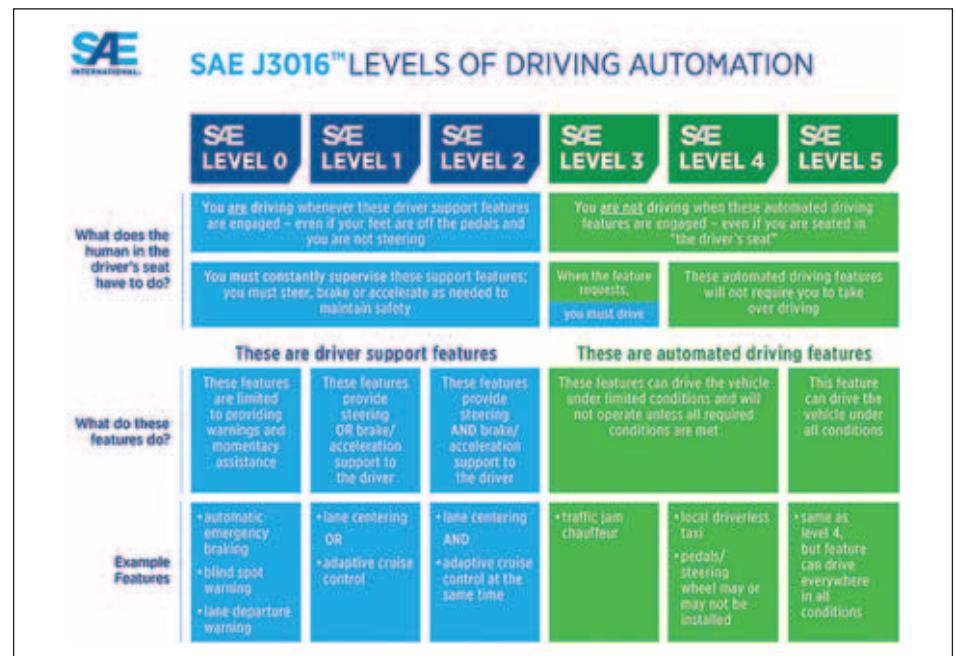 SAE
INTERNATIONAL
SAE J3016™ LEVELS OF DRIVING AUTOMATION
SAE
LEVEL 0
SAE
LEVEL 1
SAE
LEVEL 2
SAE
LEVEL 3
SAE
LEVEL 4
SAE
LEVEL 5
What does the
human in the
driver's seat
have to do?
You are driving whenever these driver support features
are engaged – even if your feet are off the pedals and
you are not steering
You are not driving when these automated driving
features are engaged – even if you are seated in
"the driver's seat"
You must constantly supervise these support features;
you must steer, brake or accelerate as needed to
maintain safety
When the feature
requests,
you must drive
These automated driving features
will not require you to take
over driving
These are driver support features
These are automated driving features
What do these
features do?
These features
are limited
to providing
warnings and
momentary
assistance
These features
provide
steering
OR brake/
acceleration
support to
the driver
These features
provide
steering
AND brake/
acceleration
support to
the driver
These features can drive the vehicle
under limited conditions and will
not operate unless all required
conditions are met
This feature
can drive the
vehicle under
all conditions
Example
Features
• automatic
emergency
braking
• blind spot
warning
• lane departure
warning
• lane centering
OR
• adaptive cruise
control
• lane centering
AND
• adaptive cruise
control at the
same time
• traffic jam
chauffeur
• local driverless
taxi
• pedals/
steering
wheel may or
may not be
installed
• same as
level 4,
but feature
can drive
everywhere
in all
conditions